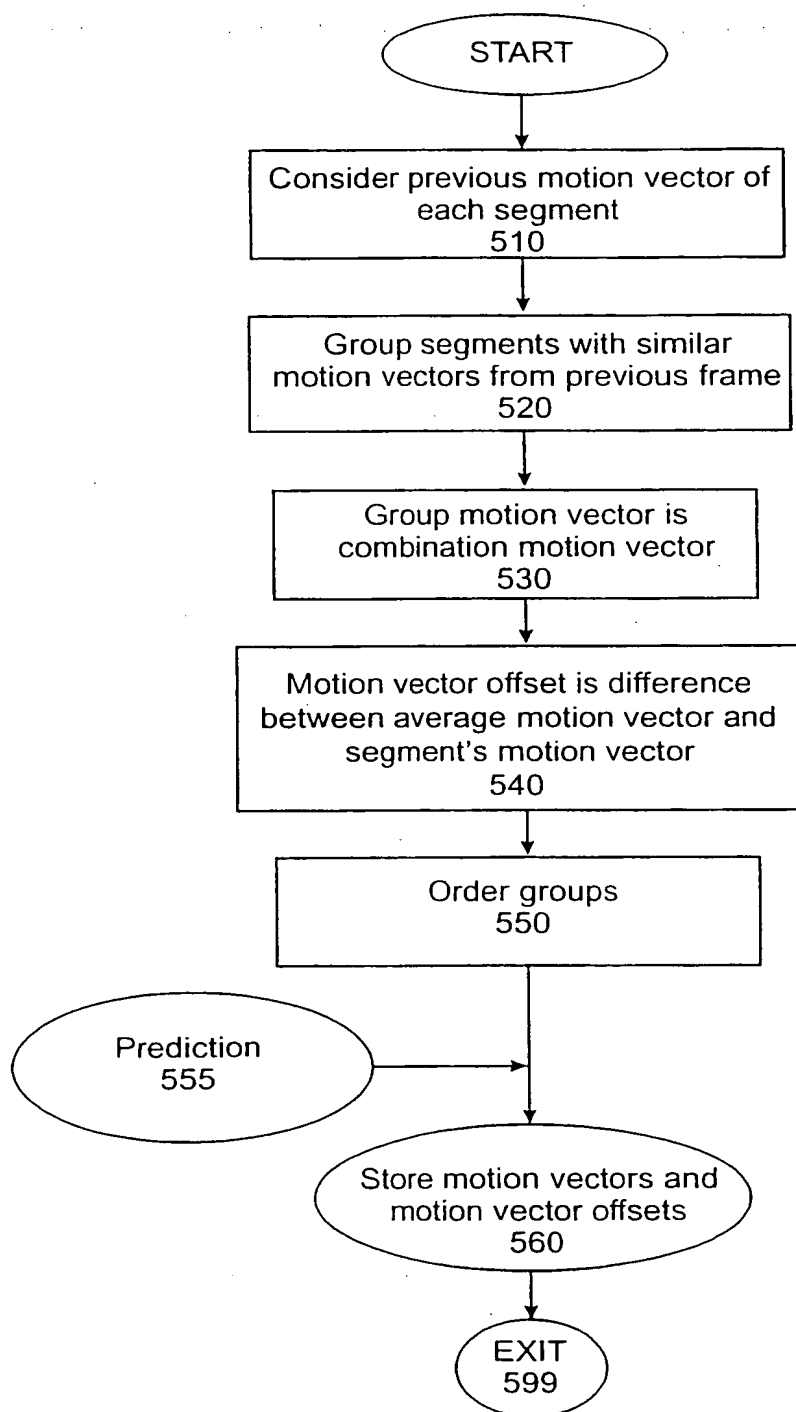 START
Consider previous motion vector of
each segment
510
Group segments with similar
motion vectors from previous frame
520
Group motion vector is
combination motion vector
530
Motion vector offset is difference
between average motion vector and
segment's motion vector
540
Order groups
550
Prediction
555
Store motion vectors and
motion vector offsets
560
EXIT
599